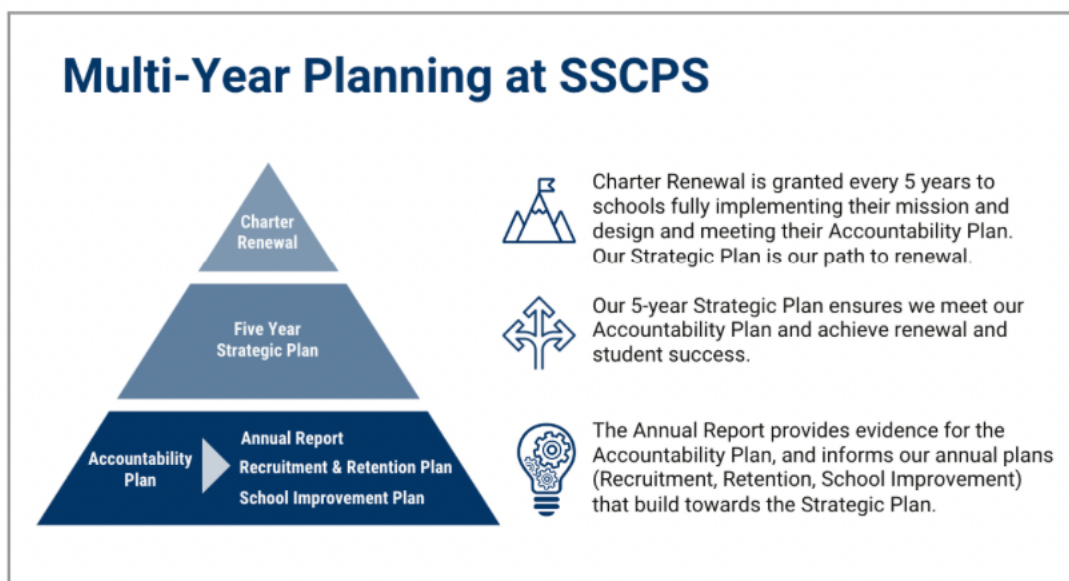 Multi-Year Planning at SSCPS
Charter
Renewal
Charter Renewal is granted every 5 years to
schools fully implementing their mission and
design and meeting their Accountability Plan.
Our Strategic Plan is our path to renewal.
Five Year
Strategic Plan
Our 5-year Strategic Plan ensures we meet our
Accountability Plan and achieve renewal and
student success.
Accountability
Plan
Annual Report
Recruitment & Retention Plan
School Improvement Plan
The Annual Report provides evidence for the
Accountability Plan, and informs our annual plans
(Recruitment, Retention, School Improvement)
that build towards the Strategic Plan.